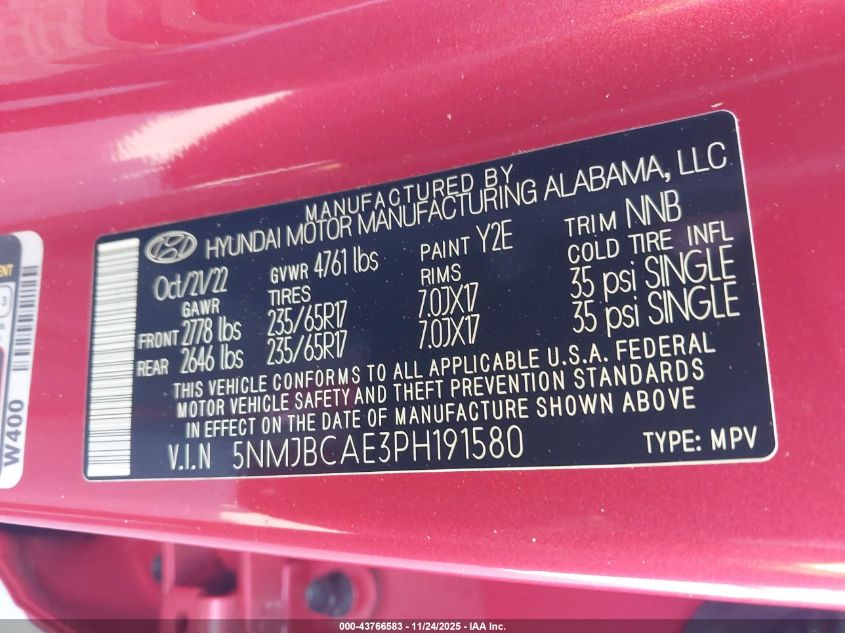 MANUFACTURED BY
HYUNDAI MOTOR MANUFACTURING ALABAMA, LLC
Oct/21/22 GVWR 4761 lbs PAINT Y2E TRIM NNB
GAWR TIRES RIMS COLD TIRE INFL
FRONT 2778 lbs 235/65R17 7.0JX17 35 psi SINGLE
REAR 2646 lbs 235/65R17 7.0JX17 35 psi SINGLE
THIS VEHICLE CONFORMS TO ALL APPLICABLE U.S.A. FEDERAL
MOTOR VEHICLE SAFETY AND THEFT PREVENTION STANDARDS
IN EFFECT ON THE DATE OF MANUFACTURE SHOWN ABOVE.
V.I.N 5NMJBCAE3PH191580 TYPE: MPV
W400
000-43766583 - 11/24/2025 - IAA Inc.